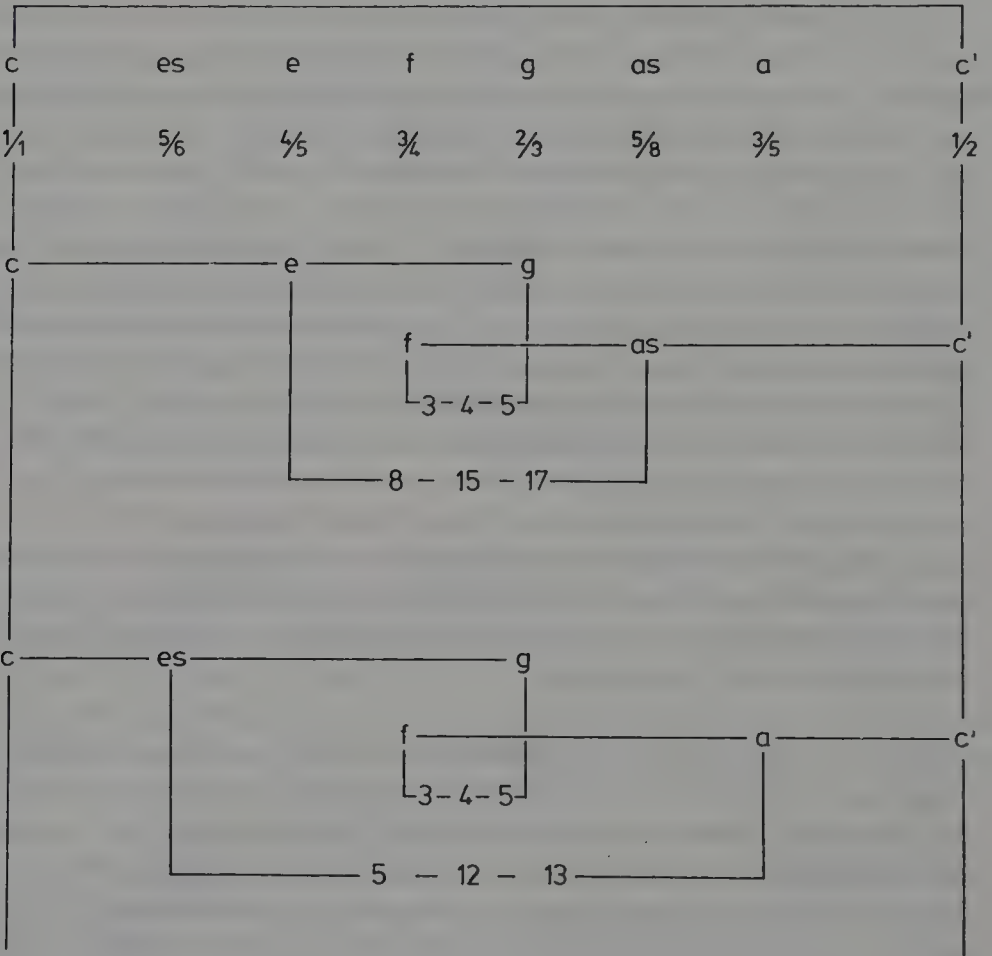 c es e f g as a c'
1/1 5/6 4/5 3/4 2/3 5/8 3/5 1/2
c e g
f as c'
3-4-5
8 - 15 - 17
c es g
f a c'
3-4-5
5 - 12 - 13